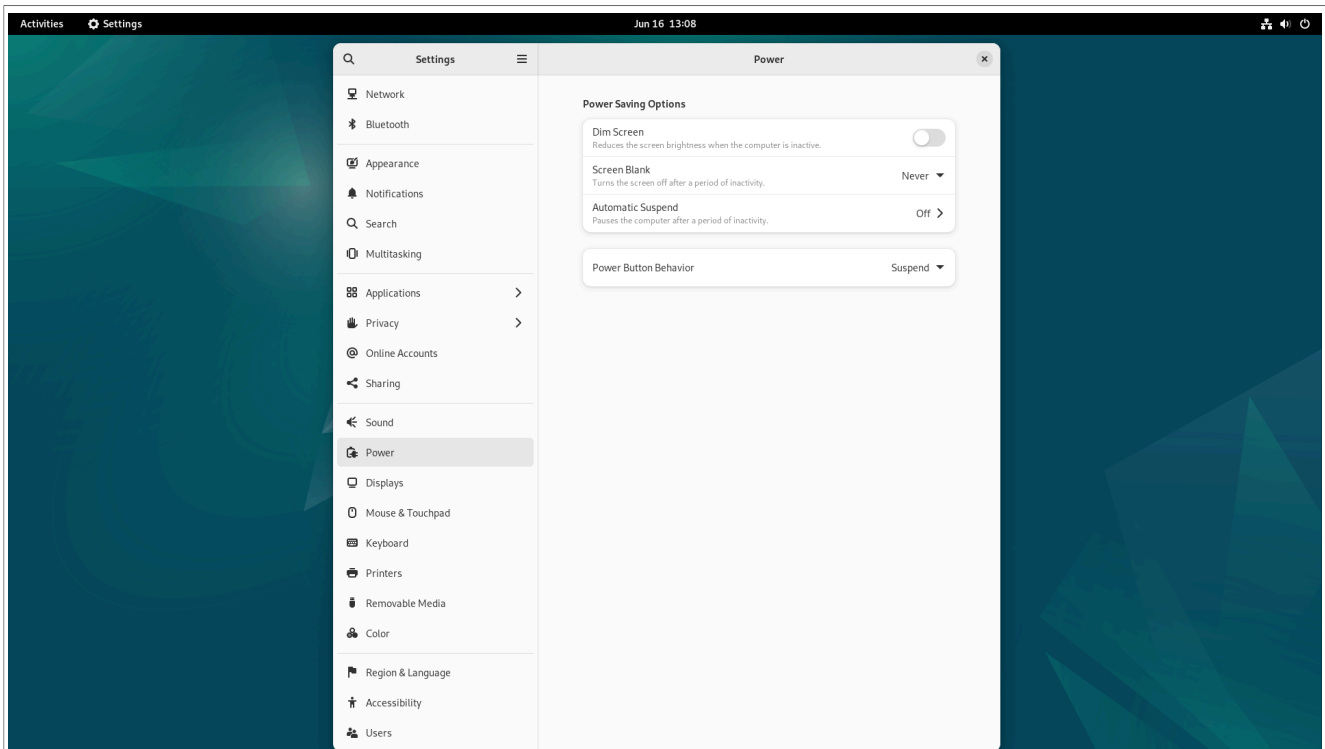 Activities Settings Jun 16 13:08
Settings
Power
Network
Bluetooth
Appearance
Notifications
Search
Multitasking
Applications
Privacy
Online Accounts
Sharing
Sound
Power
Displays
Mouse & Touchpad
Keyboard
Printers
Removable Media
Color
Region & Language
Accessibility
Users
Power Saving Options
Dim Screen
Reduces the screen brightness when the computer is inactive.
Screen Blank
Turns the screen off after a period of inactivity.
Never
Automatic Suspend
Pauses the computer after a period of inactivity.
Off
Power Button Behavior Suspend